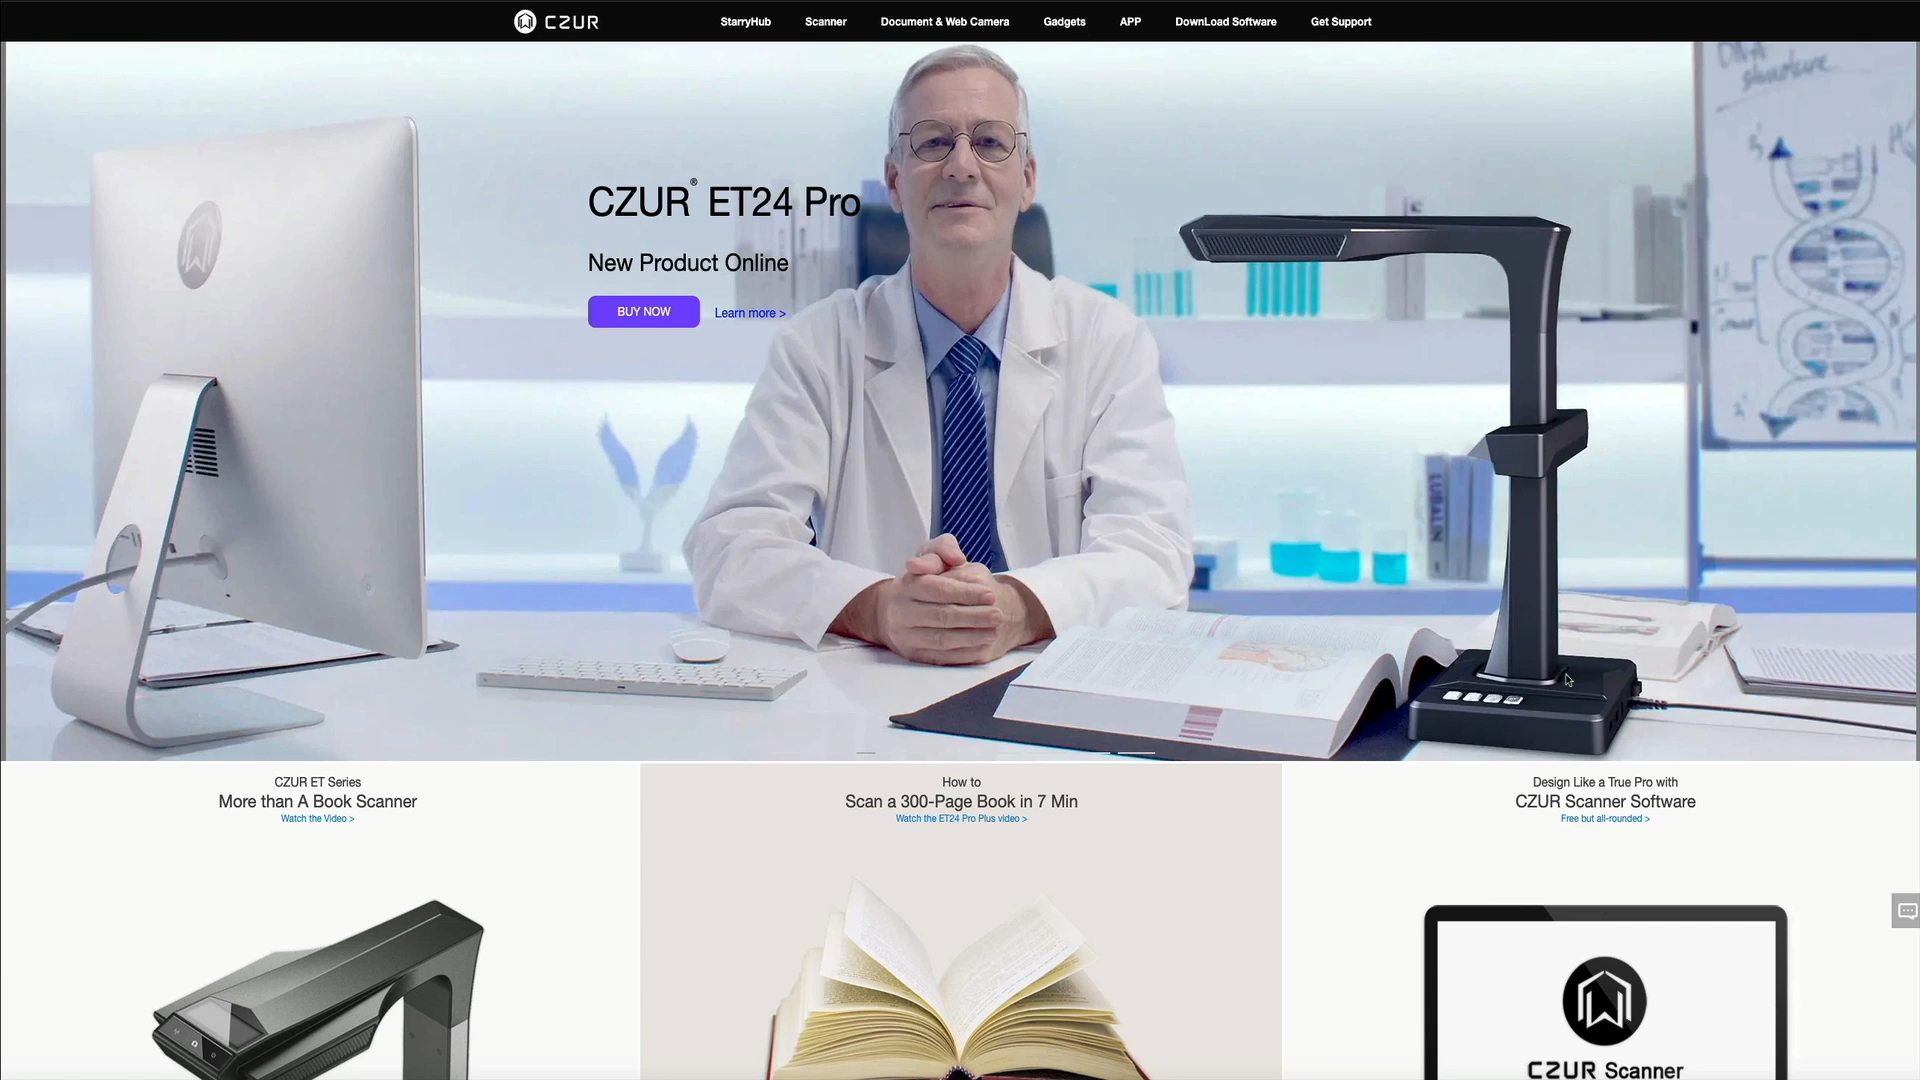 CZUR
StarryHub
Scanner
Document & Web Camera
Gadgets
APP
DownLoad Software
Get Support
structure
CZUR® ET24 Pro
New Product Online
BUY NOW
Learn more >
CZUR ET Series
More than A Book Scanner
Watch the Video >
How to
Scan a 300-Page Book in 7 Min
Watch the ET24 Pro Plus video >
Design Like a True Pro with
CZUR Scanner Software
Free but all-rounded >
CZUR Scanner